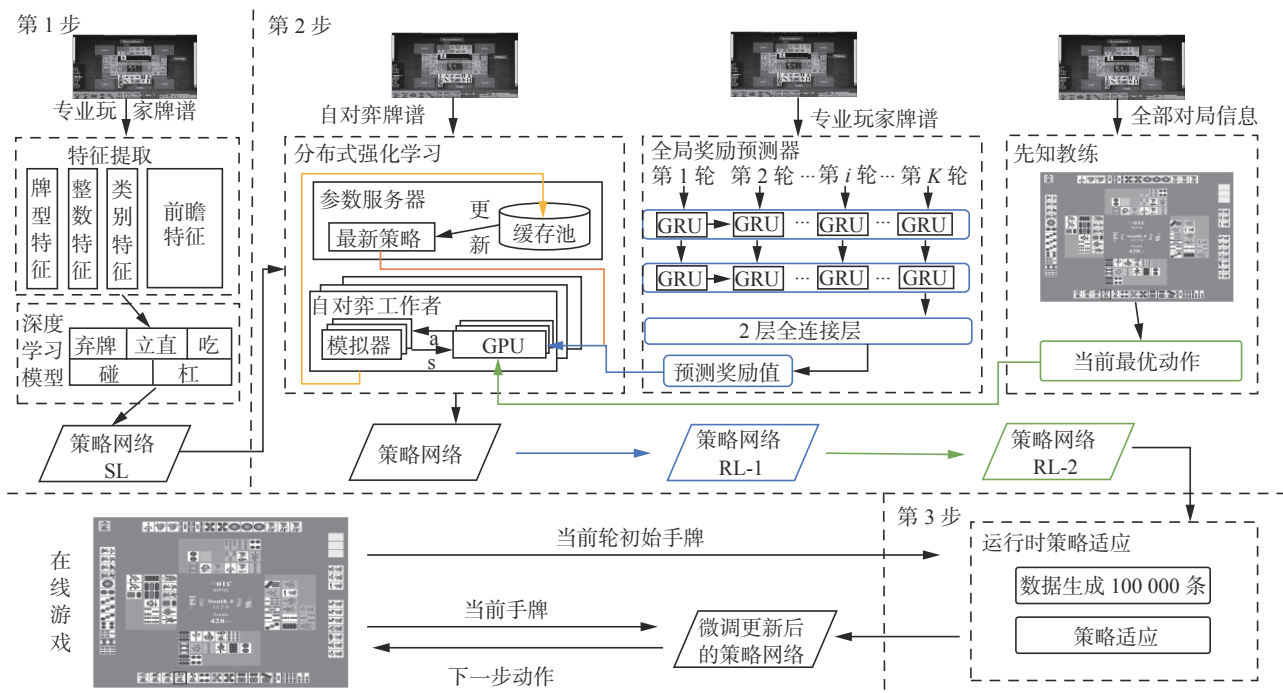 第 1 步
专业玩家牌谱
特征提取
牌型特征
整数特征
类别特征
前瞻
特征
深度
学习
模型
弃牌
立直
吃
碰
杠
策略网络
SL
第 2 步
自对弈牌谱
分布式强化学习
参数服务器
最新策略
更
新
缓存池
自对弈工作者
模拟器
a
s
GPU
策略网络
专业玩家牌谱
全局奖励预测器
第 1 轮 第 2 轮 ···第 i 轮··· 第 K 轮
GRU GRU ··· GRU ··· GRU
GRU GRU ··· GRU ··· GRU
2 层全连接层
预测奖励值
策略网络
RL-1
全部对局信息
先知教练
当前最优动作
策略网络
RL-2
第 3 步
运行时策略适应
数据生成 100 000 条
策略适应
在线游戏
South 4
South
428
当前轮初始手牌
当前手牌
下一步动作
微调更新后
的策略网络